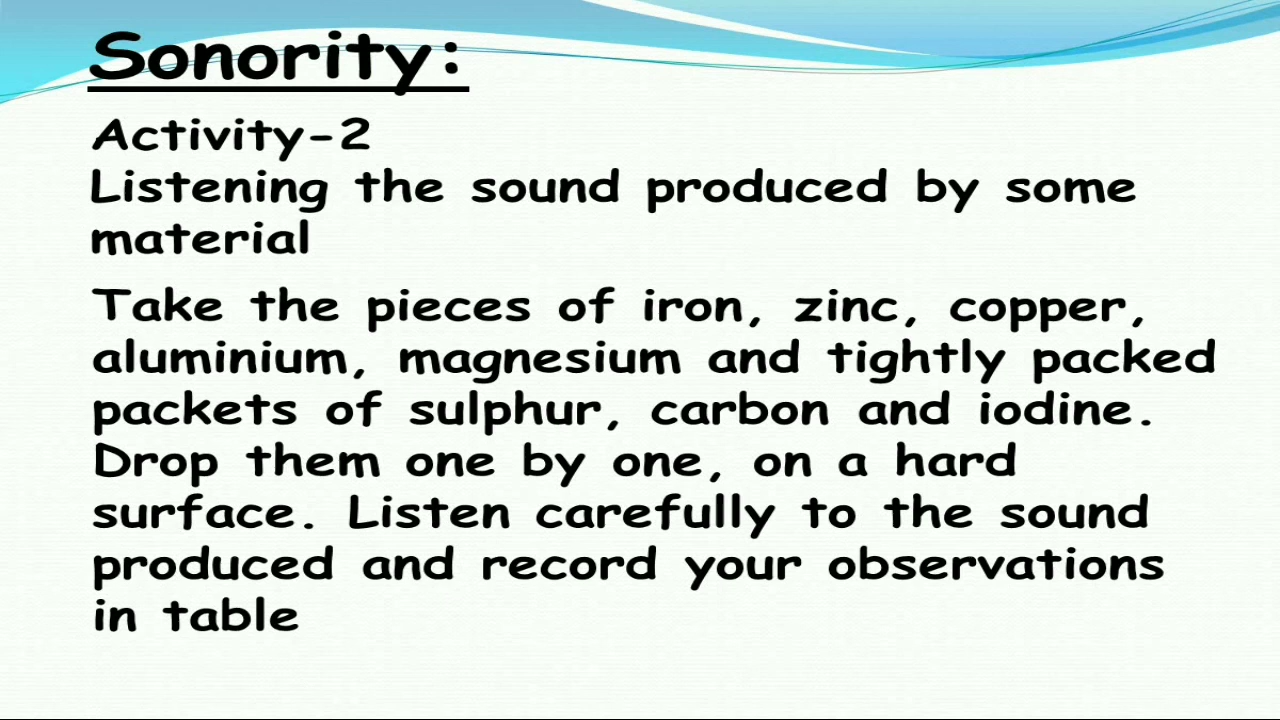 Sonority:
Activity-2
Listening the sound produced by some
material
Take the pieces of iron, zinc, copper,
aluminium, magnesium and tightly packed
packets of sulphur, carbon and iodine.
Drop them one by one, on a hard
surface. Listen carefully to the sound
produced and record your observations
in table